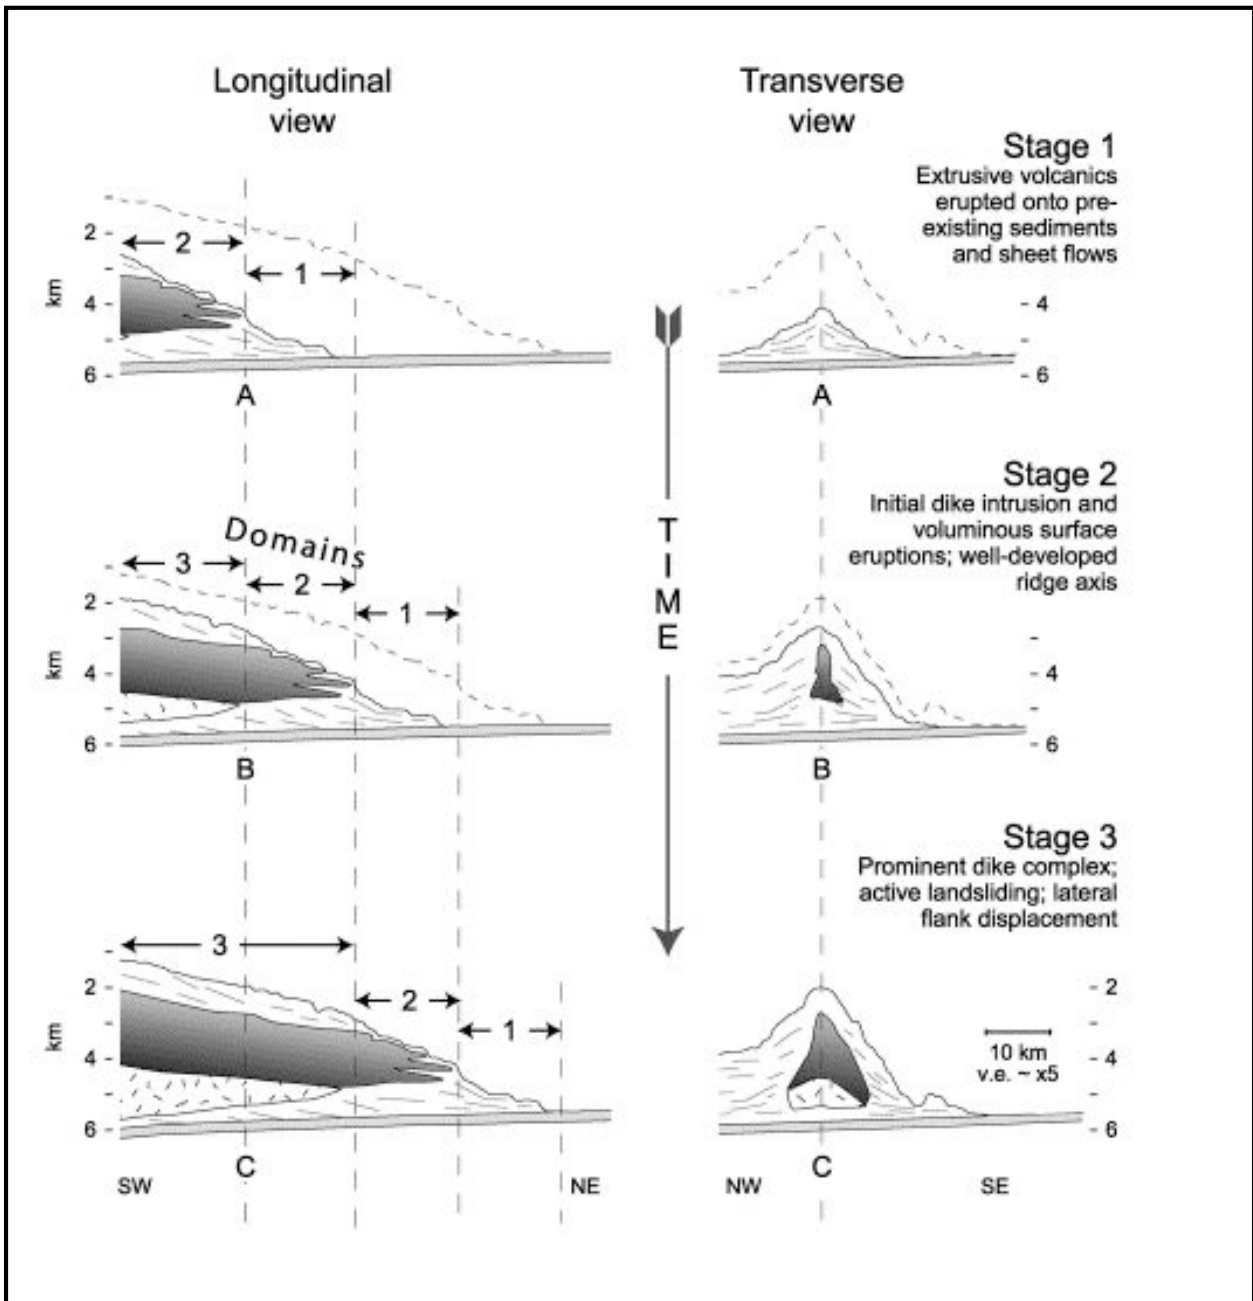 Longitudinal
view
Transverse
view
Stage 1
Extrusive volcanics
erupted onto pre-
existing sediments
and sheet flows
2
1
2
4
6
km
A
4
6
A
Stage 2
Initial dike intrusion and
voluminous surface
eruptions; well-developed
ridge axis
Domains
3
2
1
2
4
6
km
B
TIME
4
6
B
Stage 3
Prominent dike complex;
active landsliding; lateral
flank displacement
3
2
1
2
4
6
km
C
SW
NE
2
4
6
10 km
v.e. ~ x5
C
NW
SE